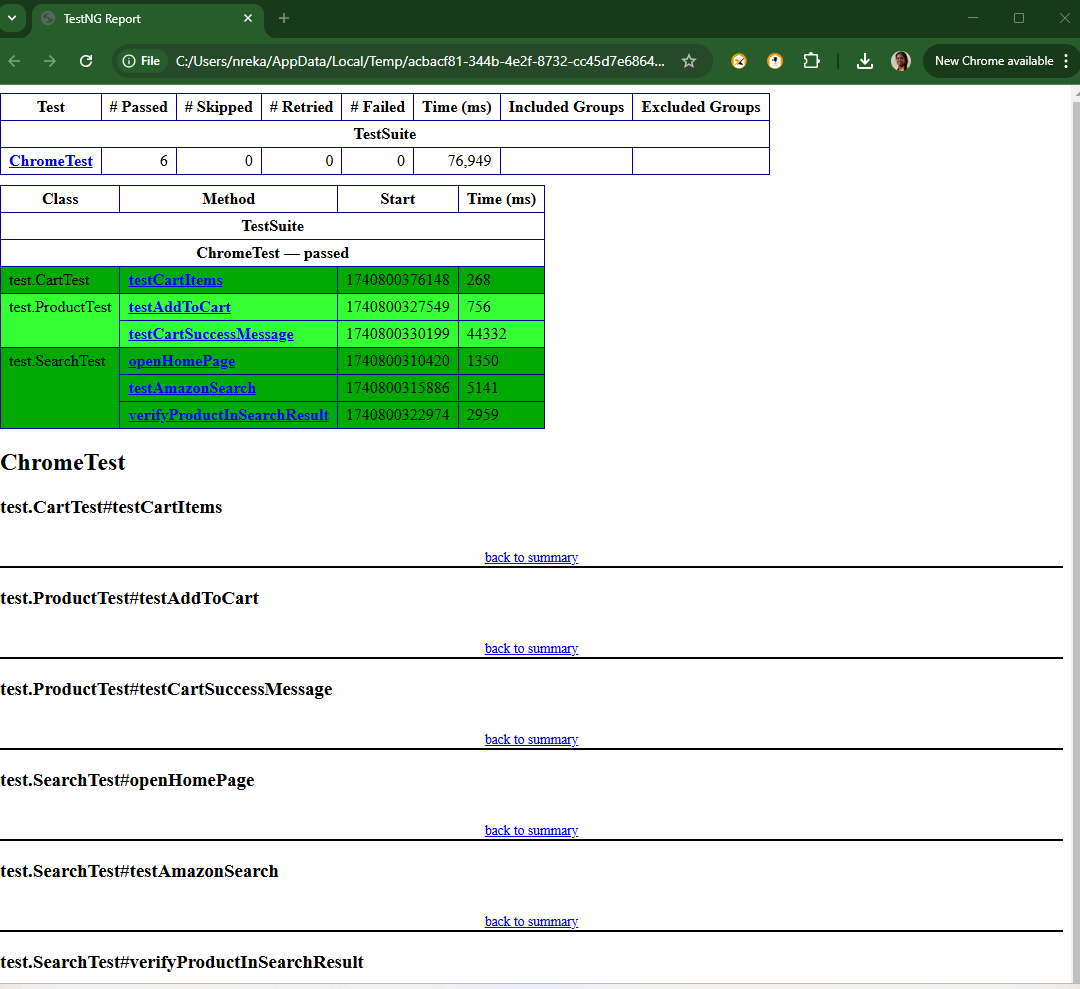 TestNG Report
File C:/Users/nreka/AppData/Local/Temp/acbacf81-344b-4e2f-8732-cc45d7e6864... New Chrome available
Test # Passed # Skipped # Retried # Failed Time (ms) Included Groups Excluded Groups
TestSuite
ChromeTest 6 0 0 0 76,949
Class Method Start Time (ms)
TestSuite
ChromeTest — passed
test.CartTest testCartItems 1740800376148 268
test.ProductTest testAddToCart 1740800327549 756
testCartSuccessMessage 1740800330199 44332
test.SearchTest openHomePage 1740800310420 1350
testAmazonSearch 1740800315886 5141
verifyProductInSearchResult 1740800322974 2959
ChromeTest
test.CartTest#testCartItems
back to summary
test.ProductTest#testAddToCart
back to summary
test.ProductTest#testCartSuccessMessage
back to summary
test.SearchTest#openHomePage
back to summary
test.SearchTest#testAmazonSearch
back to summary
test.SearchTest#verifyProductInSearchResult